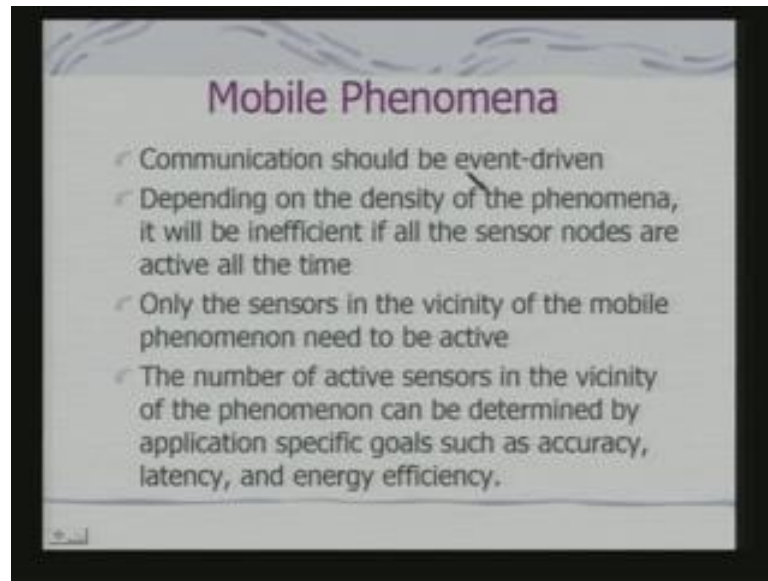 Mobile Phenomena
Communication should be event-driven
Depending on the density of the phenomena,
it will be inefficient if all the sensor nodes are
active all the time
Only the sensors in the vicinity of the mobile
phenomenon need to be active
The number of active sensors in the vicinity
of the phenomenon can be determined by
application specific goals such as accuracy,
latency, and energy efficiency.